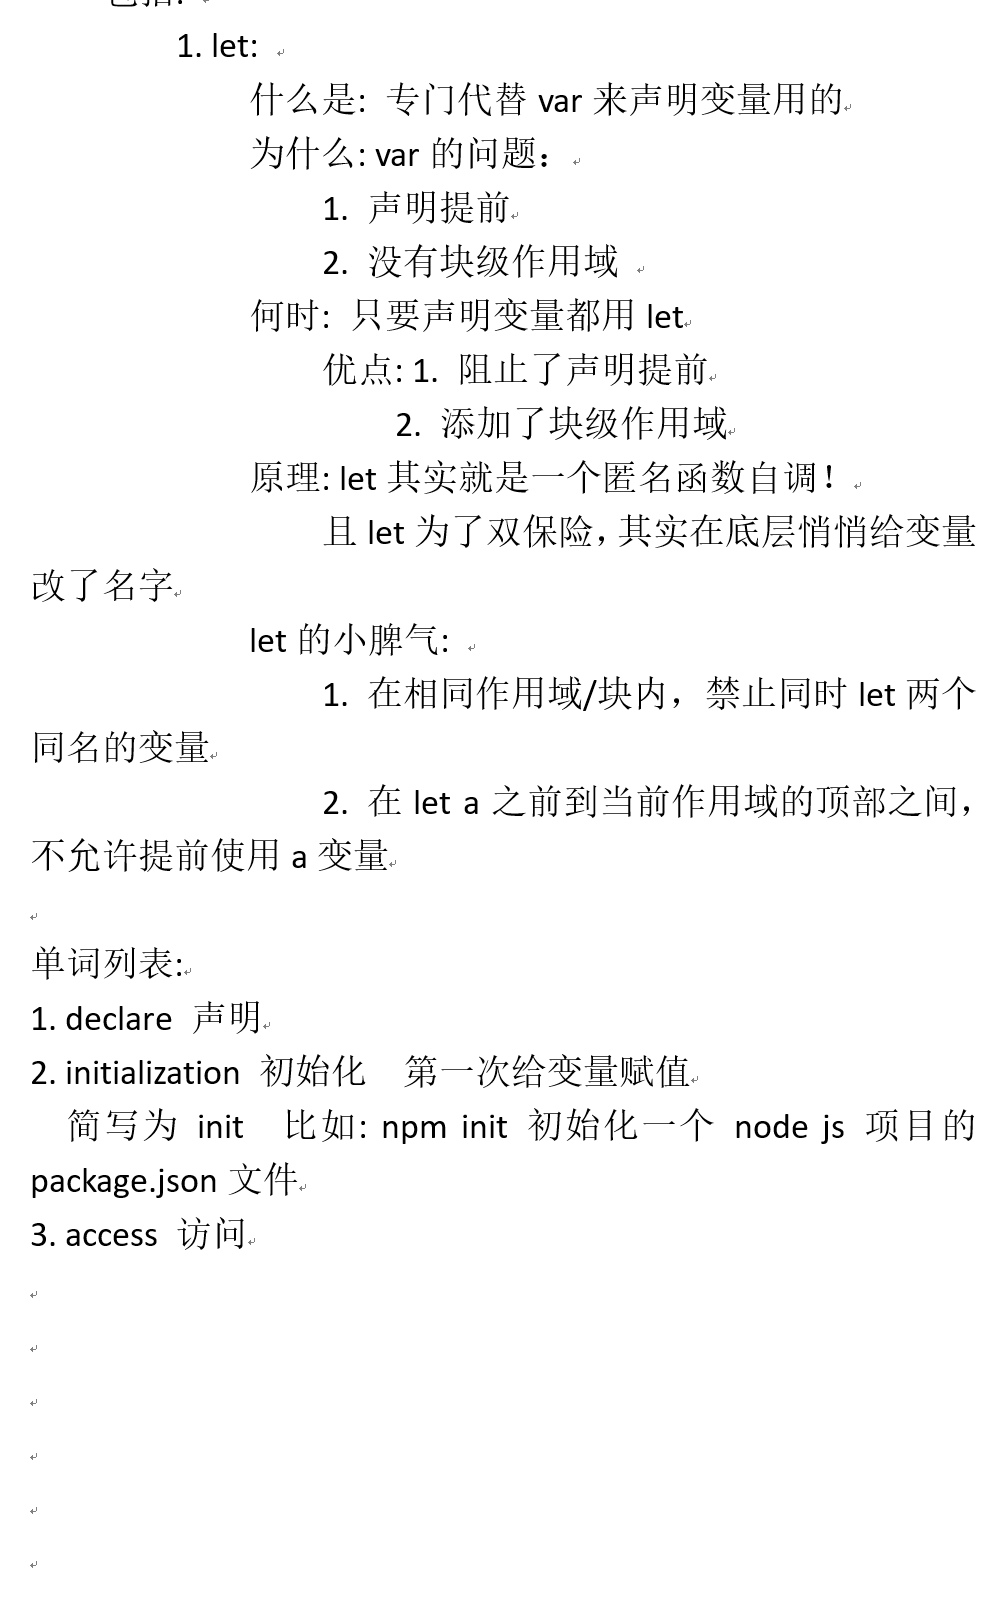 1. let:
什么是: 专门代替 var 来声明变量用的
为什么: var 的问题：
1. 声明提前
2. 没有块级作用域
何时: 只要声明变量都用 let
优点: 1. 阻止了声明提前
2. 添加了块级作用域
原理: let 其实就是一个匿名函数自调！
且 let 为了双保险，其实在底层悄悄给变量
改了名字
let 的小脾气:
1. 在相同作用域/块内，禁止同时 let 两个
同名的变量
2. 在 let a 之前到当前作用域的顶部之间，
不允许提前使用 a 变量
单词列表:
1. declare 声明
2. initialization 初始化 第一次给变量赋值
简写为 init 比如: npm init 初始化一个 node js 项目的
package.json 文件
3. access 访问